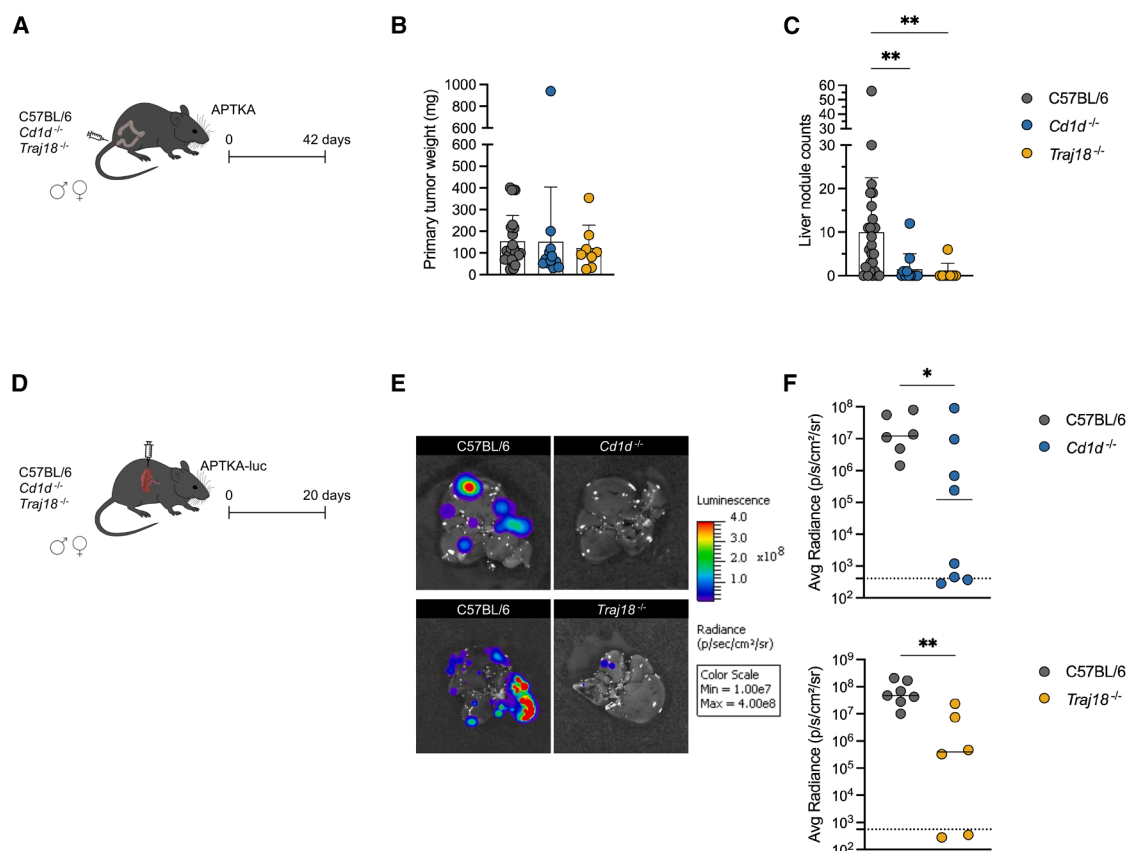 A
C57BL/6
Cd1d-/-
Traj18-/-
♂♀
APTKA
0 42 days
B
Primary tumor weight (mg)
1000
800
600
600
400
300
200
100
0
C
** 
**
Liver nodule counts
60
50
40
30
30
20
10
0
C57BL/6
Cd1d-/-
Traj18-/-
D
C57BL/6
Cd1d-/-
Traj18-/-
♂♀
APTKA-luc
0 20 days
E
C57BL/6 Cd1d-/-
C57BL/6 Traj18-/-
Luminescence
4.0
3.0
2.0 x10⁸
1.0
Radiance
(p/sec/cm²/sr)
Color Scale
Min = 1.00e7
Max = 4.00e8
F
*
Avg Radiance (p/s/cm²/sr)
10⁸
10⁷
10⁶
10⁵
10⁴
10³
10²
C57BL/6
Cd1d-/-
**
Avg Radiance (p/s/cm²/sr)
10⁹
10⁸
10⁷
10⁶
10⁵
10⁴
10³
10²
C57BL/6
Traj18-/-